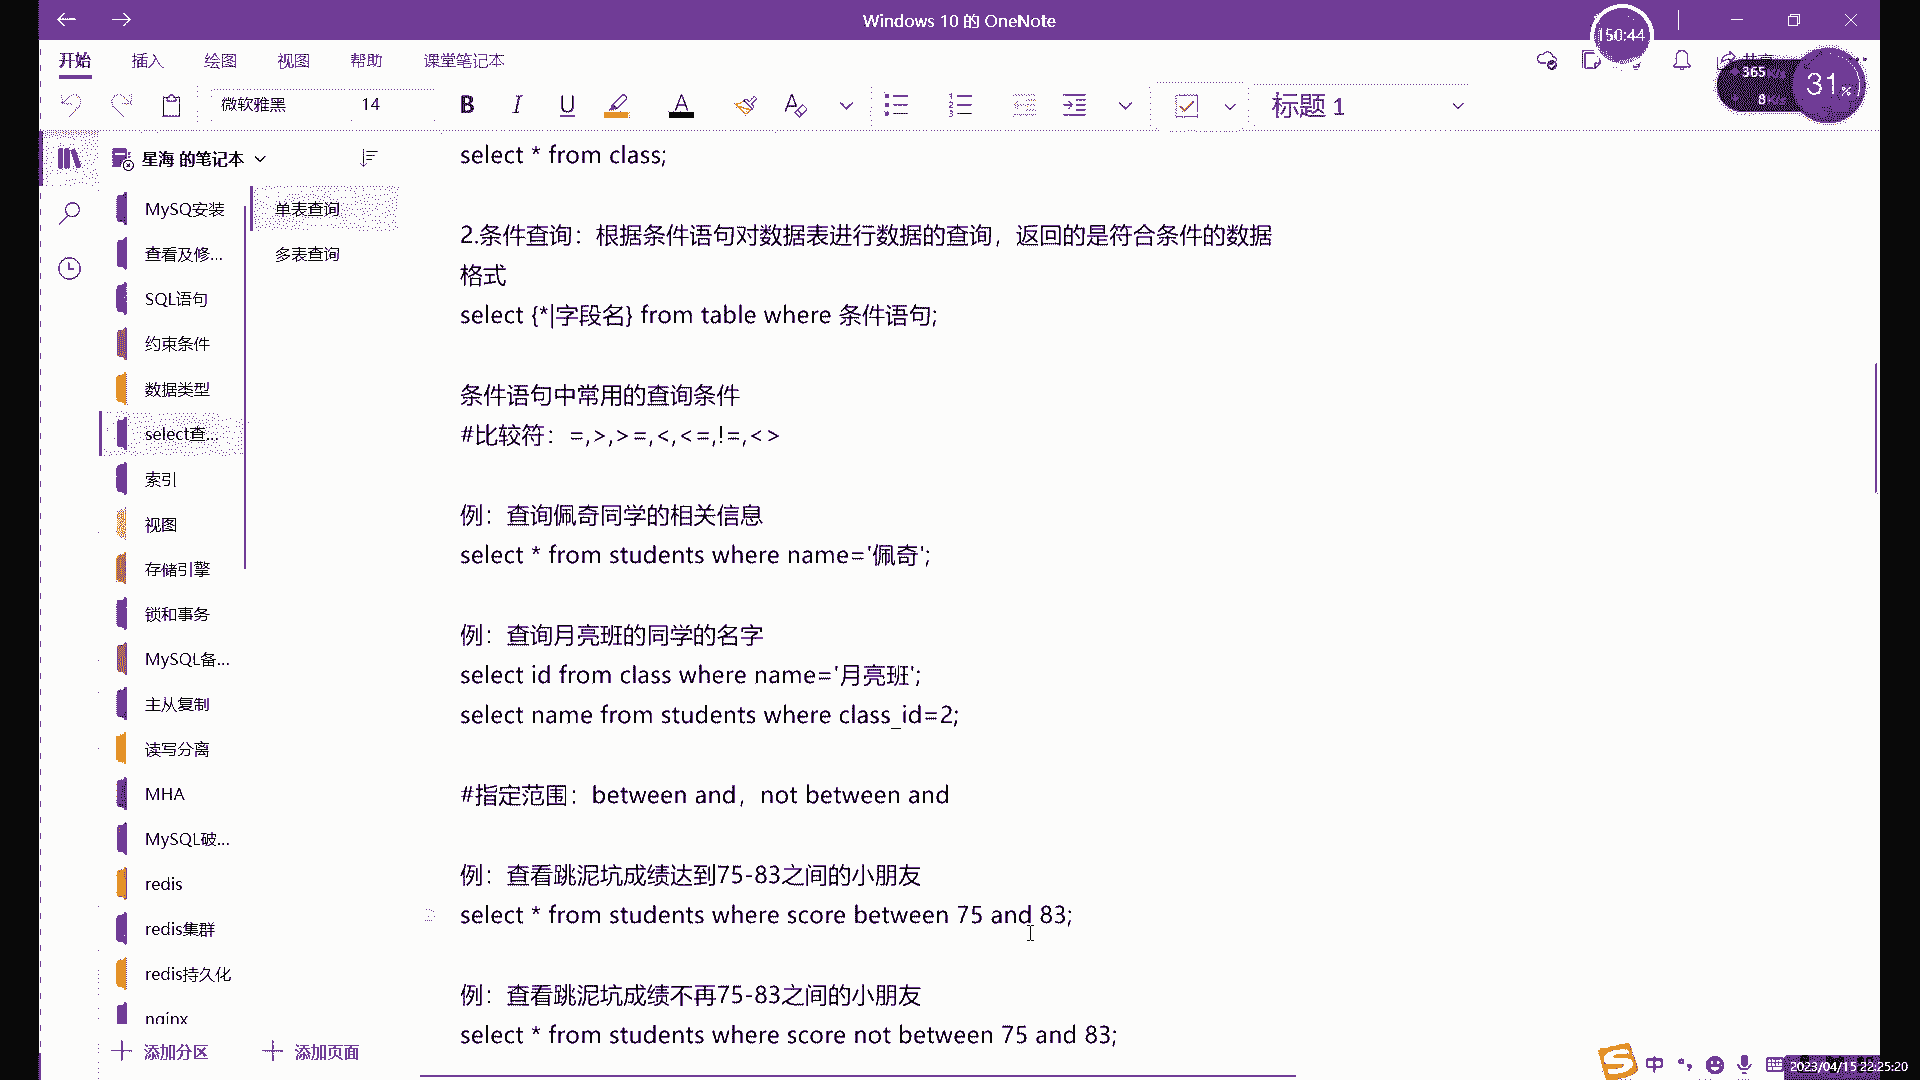 Windows 10 的 OneNote
50:44
开始 插入 绘图 视图 帮助 课堂笔记本
共享
365
8
31%
微软雅黑 14 B I U A 标题 1
星海 的笔记本
MySQ安装
查看及修...
SQL语句
约束条件
数据类型
select查...
索引
视图
存储引擎
锁和事务
MySQL备...
主从复制
读写分离
MHA
MySQL破...
redis
redis集群
redis持久化
nginx
添加分区
单表查询
多表查询
添加页面
select * from class;
2.条件查询：根据条件语句对数据表进行数据的查询，返回的是符合条件的数据
格式
select {*|字段名} from table where 条件语句;
条件语句中常用的查询条件
#比较符：=,>,>=,<,<=,!=,<>
例：查询佩奇同学的相关信息
select * from students where name='佩奇';
例：查询月亮班的同学的名字
select id from class where name='月亮班';
select name from students where class_id=2;
#指定范围：between and，not between and
例：查看跳泥坑成绩达到75-83之间的小朋友
select * from students where score between 75 and 83;
例：查看跳泥坑成绩不再75-83之间的小朋友
select * from students where score not between 75 and 83;
中
2023/04/15 22:25:20